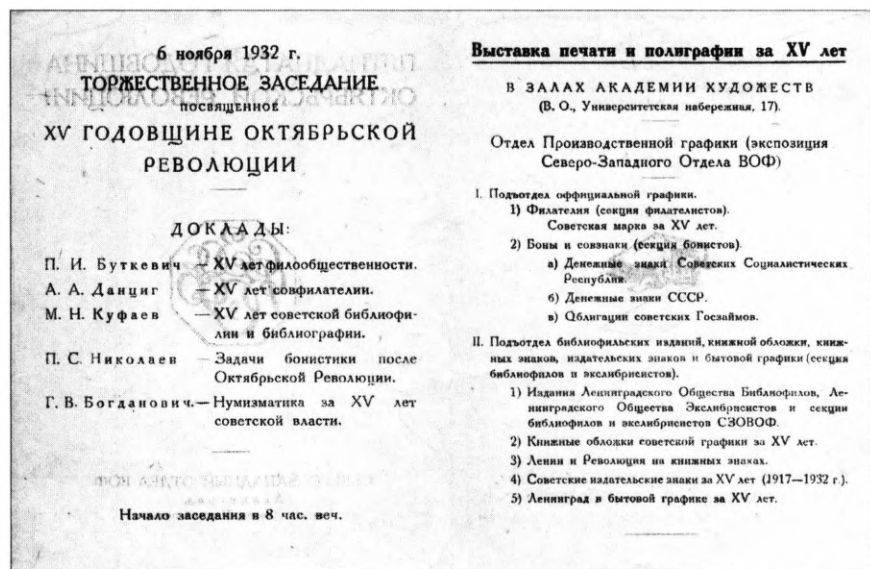 6 ноября 1932 г.
ТОРЖЕСТВЕННОЕ ЗАСЕДАНИЕ
ПОСВЯЩЕННОЕ
XV ГОДОВЩИНЕ ОКТЯБРЬСКОЙ
РЕВОЛЮЦИИ
ДОКЛАДЫ:
П. И. Буткевич — XV лет филообщественности.
А. А. Данциг — XV лет совфилателии.
М. Н. Куфаев — XV лет советской библиофи-
лии и библиографии.
П. С. Николаев — Задачи бонистики после
Октябрьской Революции.
Г. В. Богданович.— Нумизматика за XV лет
советской власти.
Начало заседания в 8 час. веч.
Выставка печати и полиграфии за XV лет
В ЗАЛАХ АКАДЕМИИ ХУДОЖЕСТВ
(В. О., Университетская набережная, 17).
Отдел Производственной графики (экспозиция
Северо-Западного Отдела ВОФ)
I. Подъотдел оффициальной графики.
1) Филателия (секция филателистов).
Советская марка за XV лет.
2) Боны и совзнаки (секция бонистов).
а) Денежные знаки Советских Социалистических
Республик.
б) Денежные знаки СССР.
в) Облигации советских Госзаймов.
II. Подъотдел библиофильских изданий, книжной обложки, книж-
ных знаков, издательских знаков и бытовой графики (секция
библиофилов и экслибрисистов).
1) Издания Ленинградского Общества Библиофилов, Ле-
нинградского Общества Экслибрисистов и секции
библиофилов и экслибрисистов СЗОВОФ.
2) Книжные обложки советской графики за XV лет.
3) Ленин и Революция на книжных знаках.
4) Советские издательские знаки за XV лет (1917—1932 г.).
5) Ленинград в бытовой графике за XV лет.